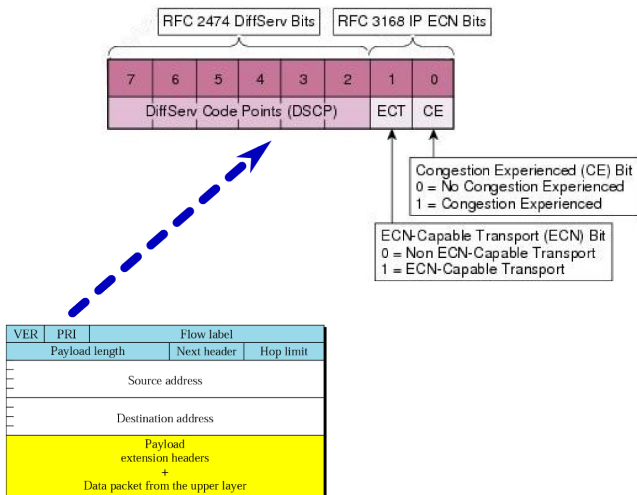 RFC 2474 DiffServ Bits RFC 3168 IP ECN Bits
7 6 5 4 3 2 1 0
DiffServ Code Points (DSCP) ECT CE
Congestion Experienced (CE) Bit
0 = No Congestion Experienced
1 = Congestion Experienced
ECN-Capable Transport (ECN) Bit
0 = Non ECN-Capable Transport
1 = ECN-Capable Transport
VER PRI Flow label
Payload length Next header Hop limit
Source address
Destination address
Payload
extension headers
+
Data packet from the upper layer